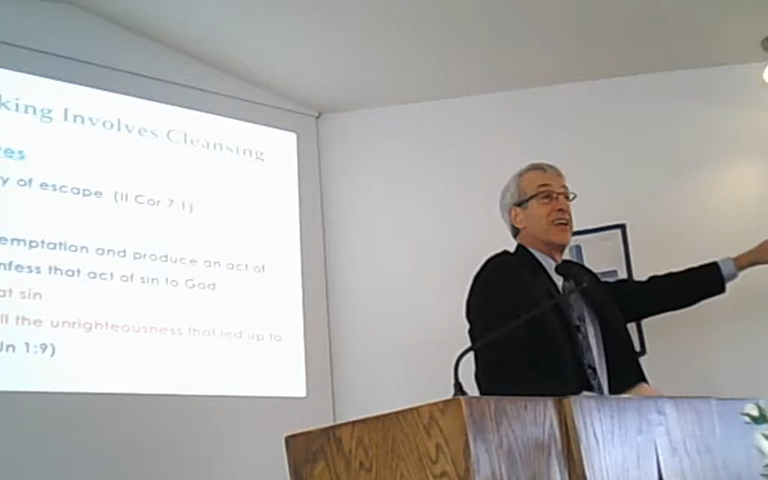 king Involves Cleansing
y of escape (II Cor 7 1)
emptation and produce an act of
nfess that act of sin to God
at sin
ll the unrighteousness that led up to
Jn 1:9)